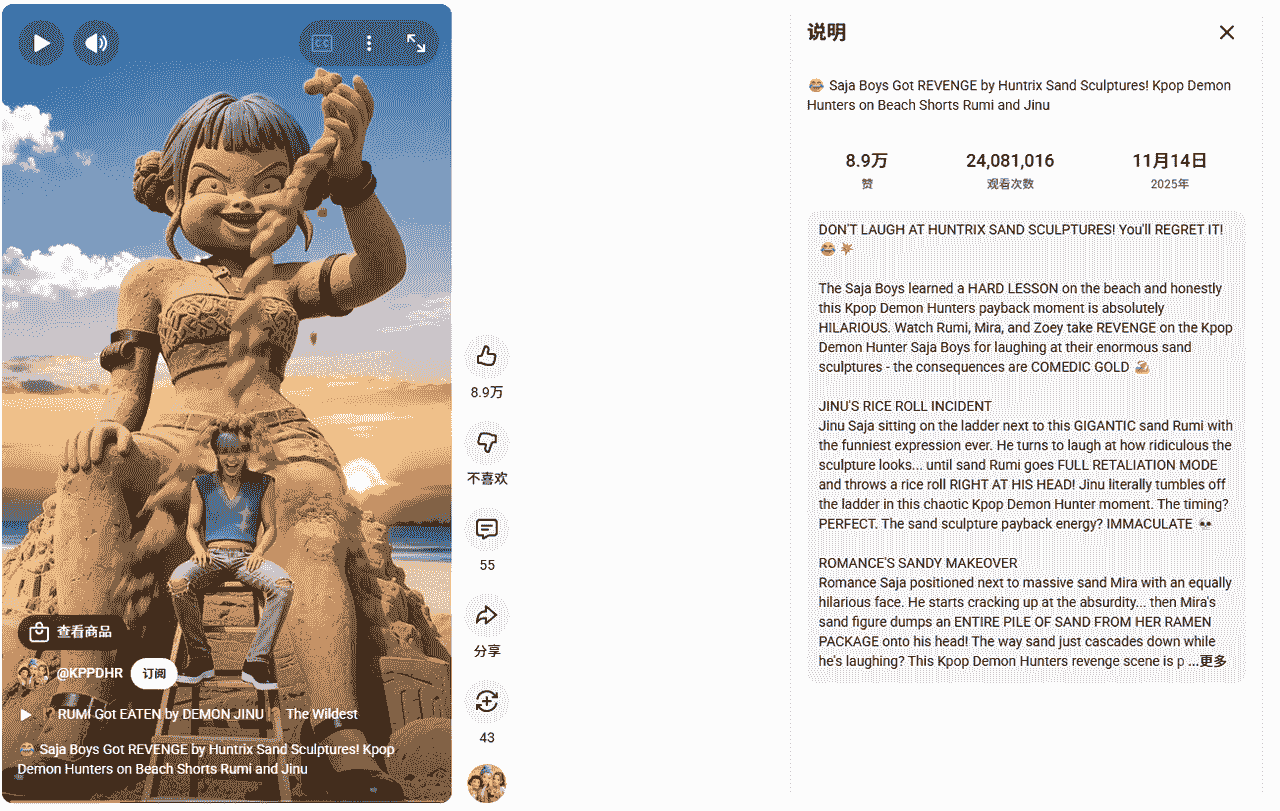 CC
8.9万
不喜欢
55
分享
43
查看商品
@KPPDHR
订阅
RUMI Got EATEN by DEMON JINU
The Wildest
😂 Saja Boys Got REVENGE by Huntrix Sand Sculptures! Kpop
Demon Hunters on Beach Shorts Rumi and Jinu
说明
😂 Saja Boys Got REVENGE by Huntrix Sand Sculptures! Kpop Demon
Hunters on Beach Shorts Rumi and Jinu
8.9万 24,081,016 11月14日
赞 观看次数 2025年
DON'T LAUGH AT HUNTRIX SAND SCULPTURES! You'll REGRET IT!
😂 💥
The Saja Boys learned a HARD LESSON on the beach and honestly
this Kpop Demon Hunters payback moment is absolutely
HILARIOUS. Watch Rumi, Mira, and Zoey take REVENGE on the Kpop
Demon Hunter Saja Boys for laughing at their enormous sand
sculptures - the consequences are COMEDIC GOLD 🏖️
JINU'S RICE ROLL INCIDENT
Jinu Saja sitting on the ladder next to this GIGANTIC sand Rumi with
the funniest expression ever. He turns to laugh at how ridiculous the
sculpture looks... until sand Rumi goes FULL RETALIATION MODE
and throws a rice roll RIGHT AT HIS HEAD! Jinu literally tumbles off
the ladder in this chaotic Kpop Demon Hunter moment. The timing?
PERFECT. The sand sculpture payback energy? IMMACULATE 💀
ROMANCE'S SANDY MAKEOVER
Romance Saja positioned next to massive sand Mira with an equally
hilarious face. He starts cracking up at the absurdity... then Mira's
sand figure dumps an ENTIRE PILE OF SAND FROM HER RAMEN
PACKAGE onto his head! The way sand just cascades down while
he's laughing? This Kpop Demon Hunters revenge scene is p ...更多